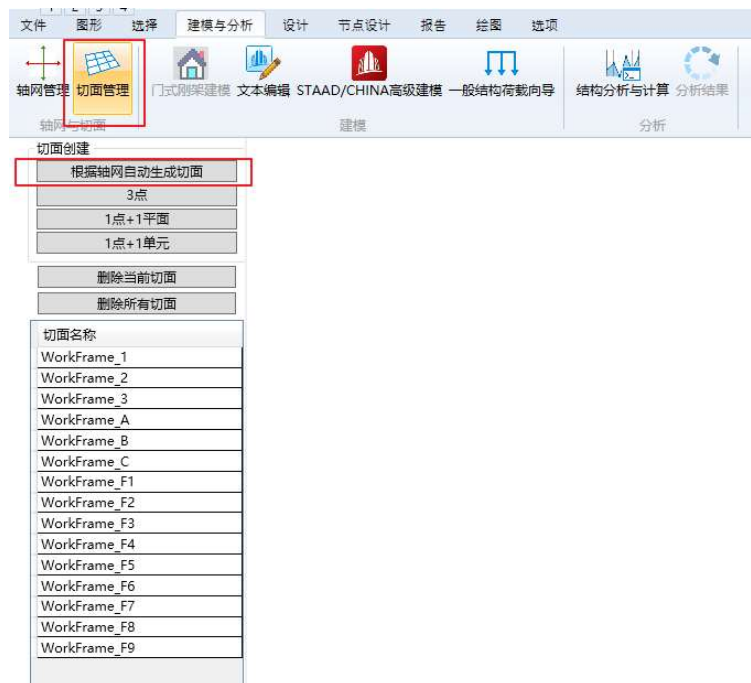 文件 图形 选择 建模与分析 设计 节点设计 报告 绘图 选项
轴网管理 切面管理 门式刚架建模 文本编辑 STAAD/CHINA高级建模 一般结构荷载向导 结构分析与计算 分析结果
轴网与切面 建模 分析
切面创建
根据轴网自动生成切面
3点
1点+1平面
1点+1单元
删除当前切面
删除所有切面
切面名称
WorkFrame_1
WorkFrame_2
WorkFrame_3
WorkFrame_A
WorkFrame_B
WorkFrame_C
WorkFrame_F1
WorkFrame_F2
WorkFrame_F3
WorkFrame_F4
WorkFrame_F5
WorkFrame_F6
WorkFrame_F7
WorkFrame_F8
WorkFrame_F9